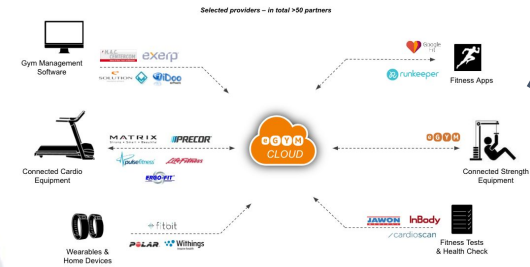 Selected providers – in total >50 partners
Gym Management
Software
exerp
SOLUTION
iDoc
Google
Fit
runkeeper
Fitness Apps
MATRIX
PRECOR
pulsefitness
Life Fitness
ERGO-FIT
Connected Cardio
Equipment
eGYM
CLOUD
eGYM
Connected Strength
Equipment
fitbit
POLAR
Withings
Wearables &
Home Devices
JAWON
InBody
cardioscan
Fitness Tests
& Health Check